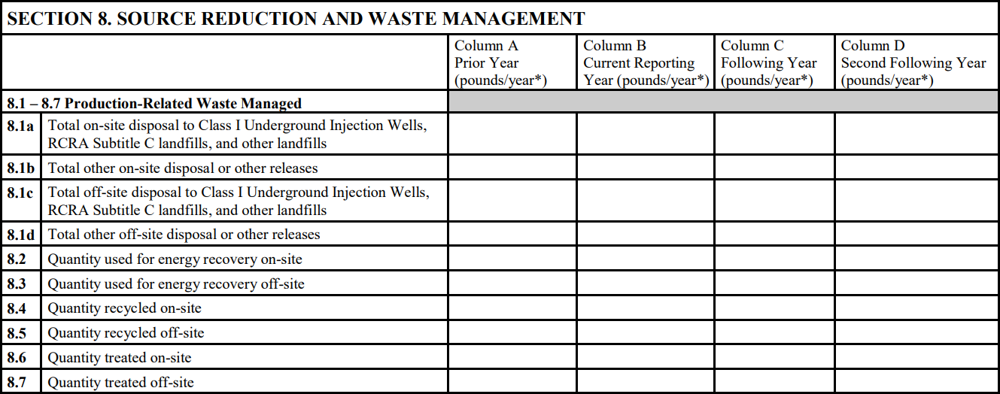 SECTION 8. SOURCE REDUCTION AND WASTE MANAGEMENT
Column A
Prior Year
(pounds/year*)
Column B
Current Reporting
Year (pounds/year*)
Column C
Following Year
(pounds/year*)
Column D
Second Following Year
(pounds/year*)
8.1 – 8.7 Production-Related Waste Managed
8.1a Total on-site disposal to Class I Underground Injection Wells,
RCRA Subtitle C landfills, and other landfills
8.1b Total other on-site disposal or other releases
8.1c Total off-site disposal to Class I Underground Injection Wells,
RCRA Subtitle C landfills, and other landfills
8.1d Total other off-site disposal or other releases
8.2 Quantity used for energy recovery on-site
8.3 Quantity used for energy recovery off-site
8.4 Quantity recycled on-site
8.5 Quantity recycled off-site
8.6 Quantity treated on-site
8.7 Quantity treated off-site